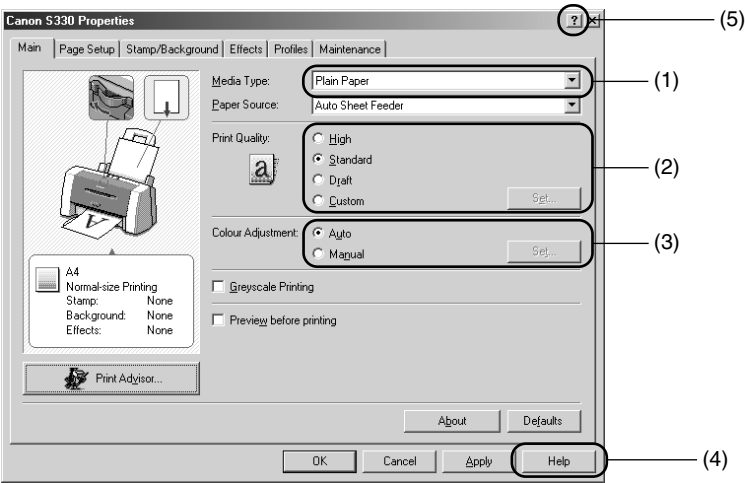 Canon S330 Properties ? × (5)
Main Page Setup Stamp/Background Effects Profiles Maintenance
Media Type: Plain Paper (1)
Paper Source: Auto Sheet Feeder
Print Quality: High
Standard
a (2)
Draft
Custom Set...
Colour Adjustment: Auto
(3)
Manual Set...
A
A4
Normal-size Printing
Stamp: None
Background: None
Effects: None
Greyscale Printing
Preview before printing
Print Advisor...
About Defaults
OK Cancel Apply Help (4)